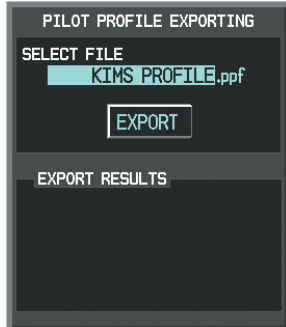 PILOT PROFILE EXPORTING
SELECT FILE
KIMS PROFILE.ppf
EXPORT
EXPORT RESULTS